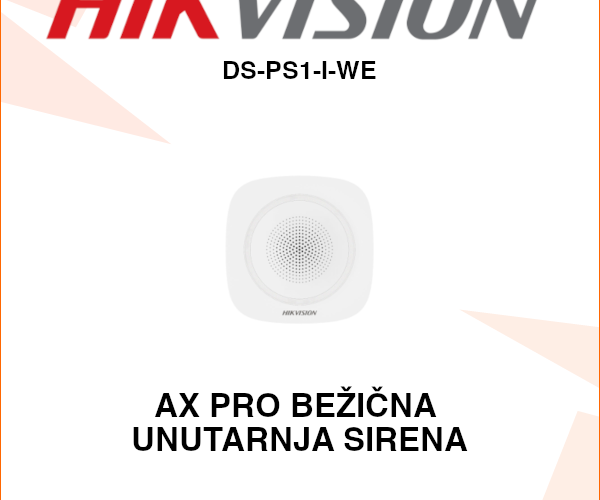 HIKVISION
DS-PS1-I-WE
HIKVISION
AX PRO BEŽIČNA
UNUTARNJA SIRENA